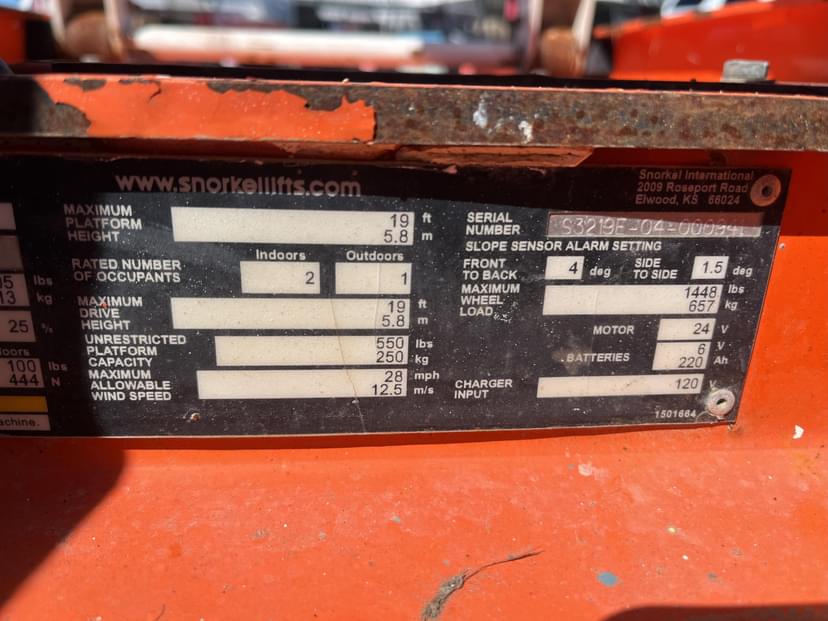 www.snorkellifts.com
Snorkel International
2009 Roseport Road
Elwood, KS 66024
MAXIMUM
PLATFORM
HEIGHT
19 ft
5.8 m
RATED NUMBER
OF OCCUPANTS
Indoors
2
Outdoors
1
MAXIMUM
DRIVE
HEIGHT
19 ft
5.8 m
UNRESTRICTED
PLATFORM
CAPACITY
550 lbs
250 kg
MAXIMUM
ALLOWABLE
WIND SPEED
28 mph
12.5 m/s
SERIAL
NUMBER
SLOPE SENSOR ALARM SETTING
FRONT
TO BACK
4 deg
SIDE
TO SIDE
1.5 deg
MAXIMUM
WHEEL
LOAD
1448 lbs
657 kg
MOTOR
24 V
BATTERIES
6 V
220 Ah
CHARGER
INPUT
120 V
1501664
lbs
kg
25 %
100 lbs
444 N